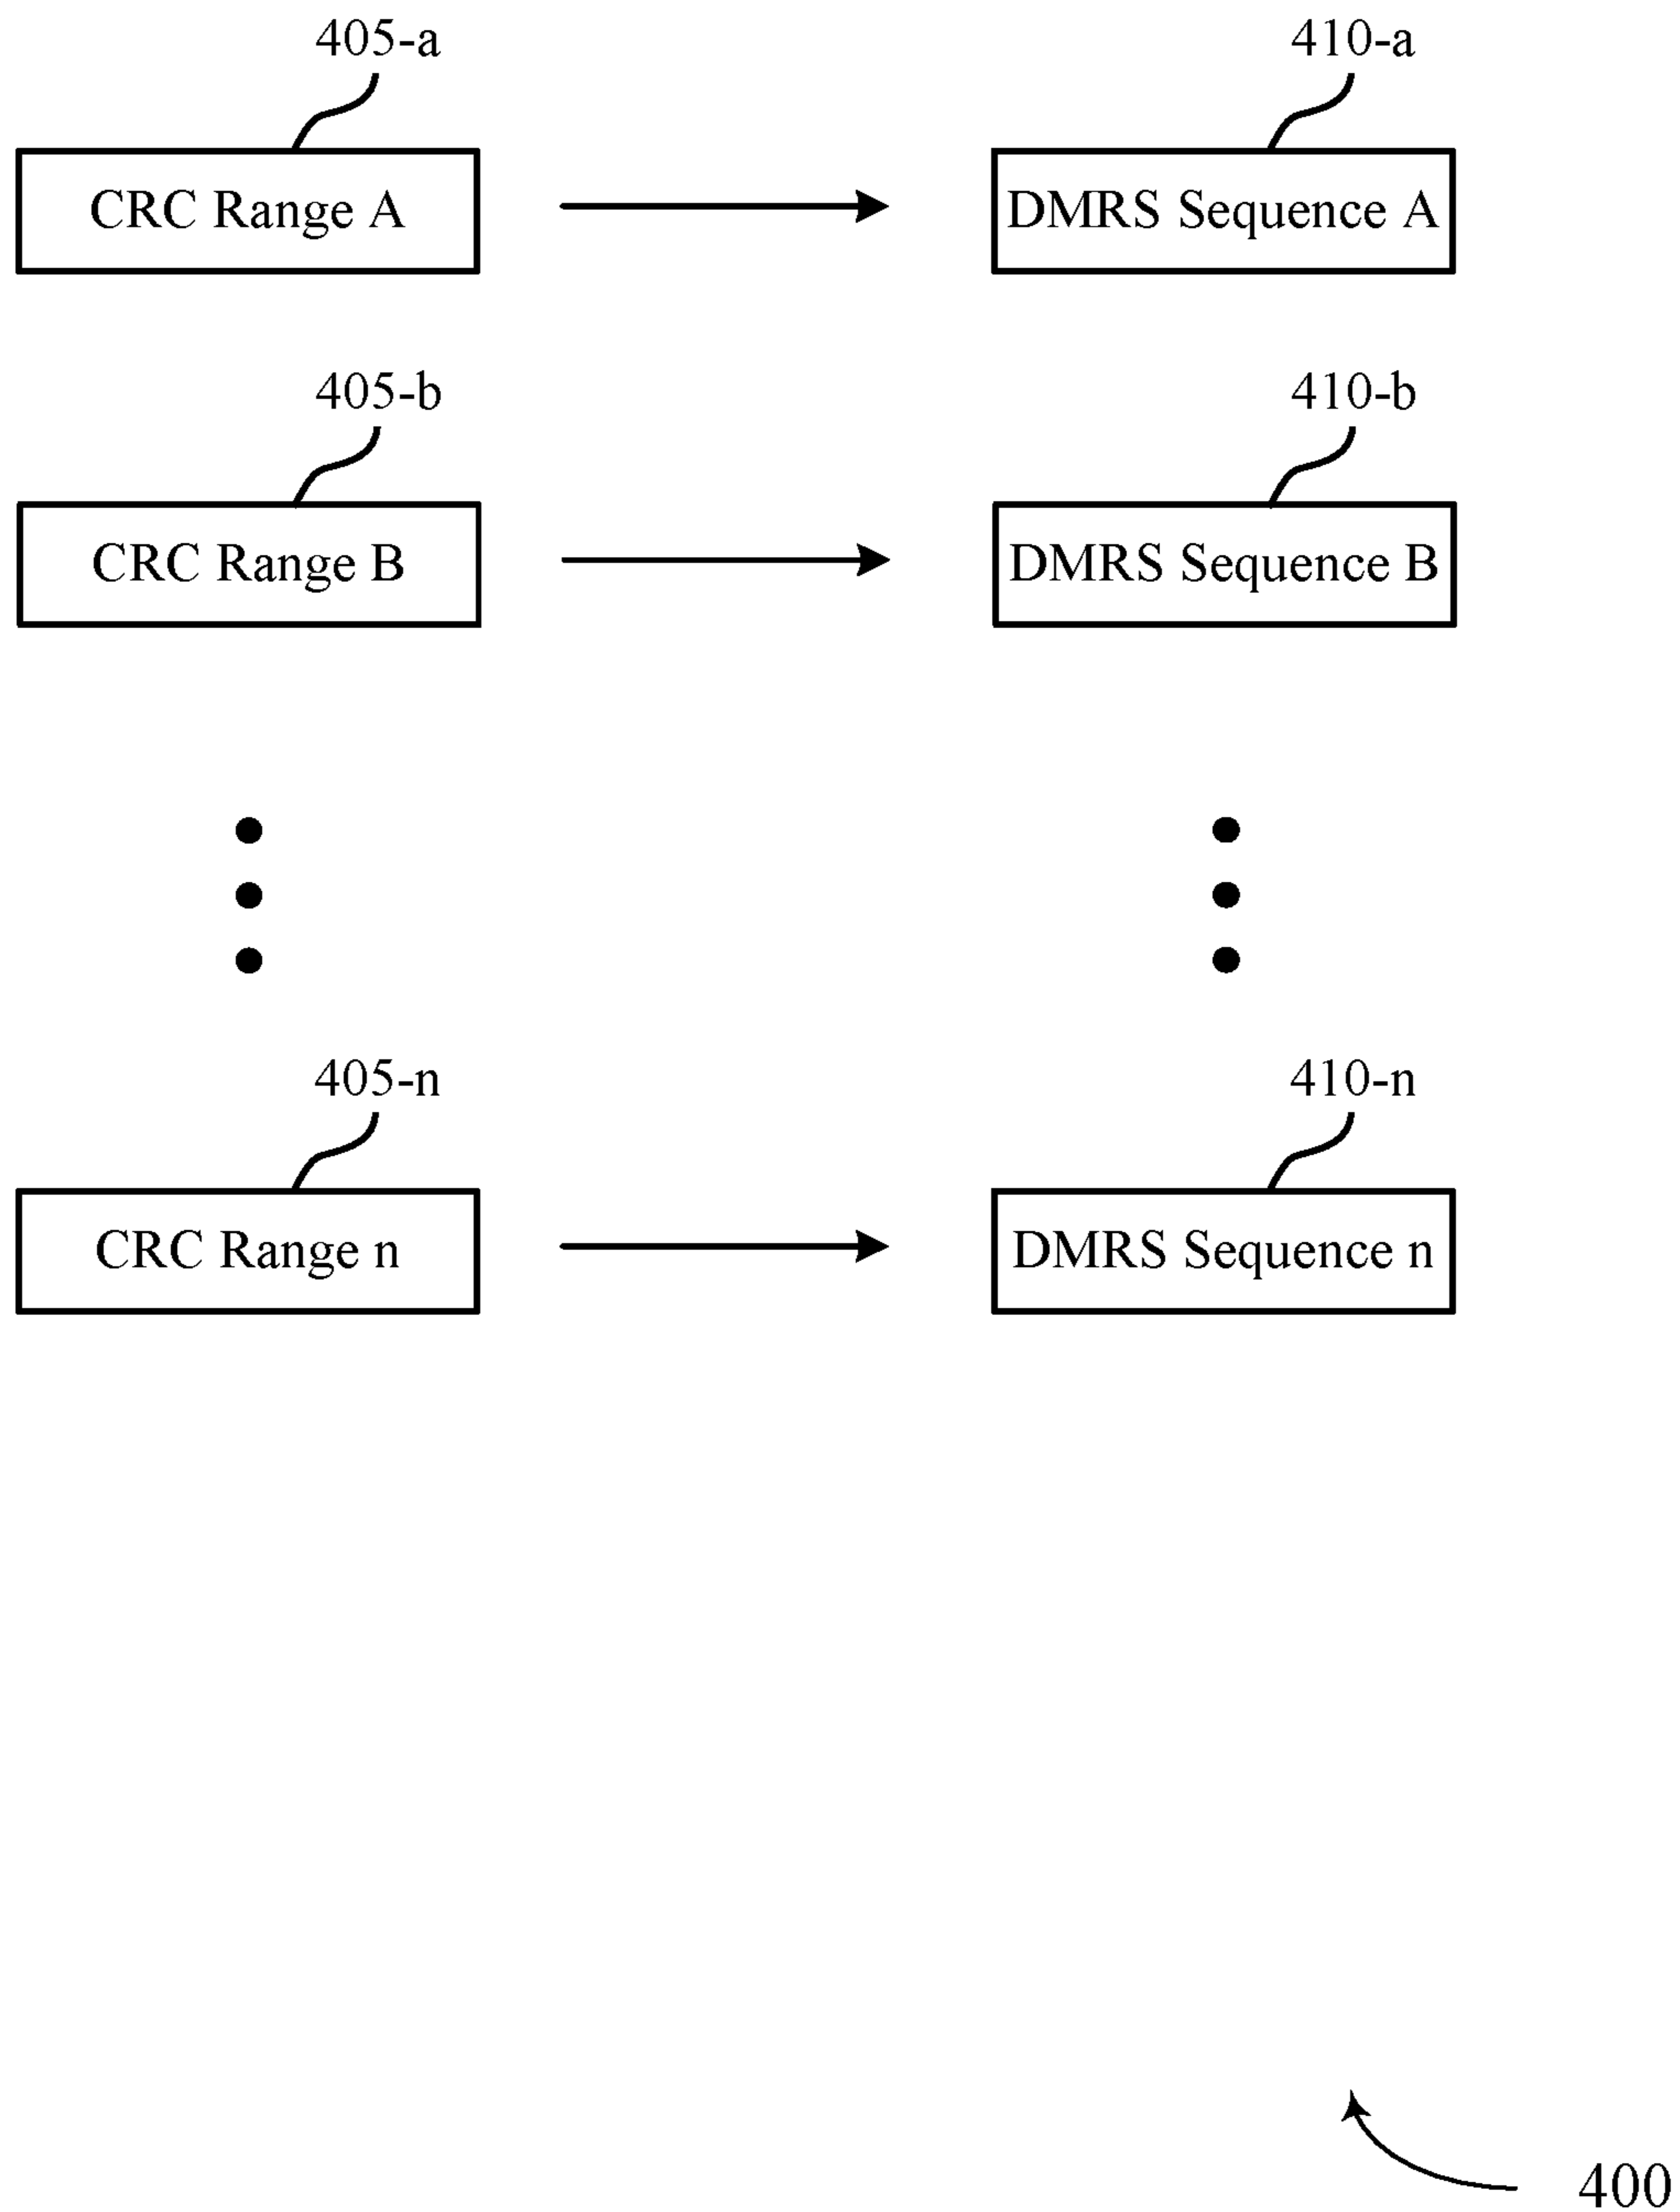 405-a
410-a
CRC Range A
DMRS Sequence A
405-b
410-b
CRC Range B
DMRS Sequence B
405-n
410-n
CRC Range n
DMRS Sequence n
400